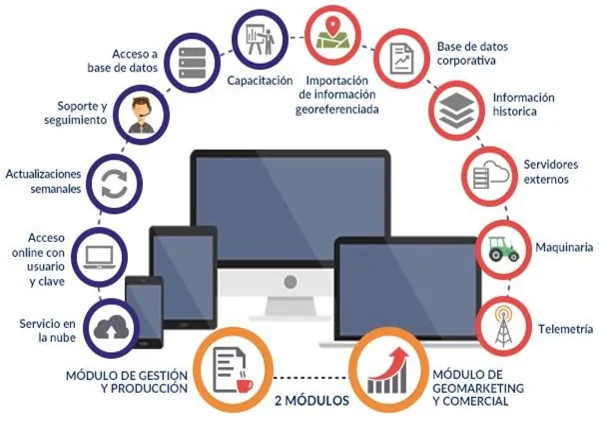 Acceso a
base de datos
Capacitación
Importación
de información
georeferenciada
Base de datos
corporativa
Soporte y
seguimiento
Información
historica
Actualizaciones
semanales
Servidores
externos
Acceso
online con
usuario
y clave
Maquinaria
Servicio en
la nube
Telemetría
MÓDULO DE GESTIÓN
Y PRODUCCIÓN
2 MÓDULOS
MÓDULO DE
GEOMARKETING
Y COMERCIAL